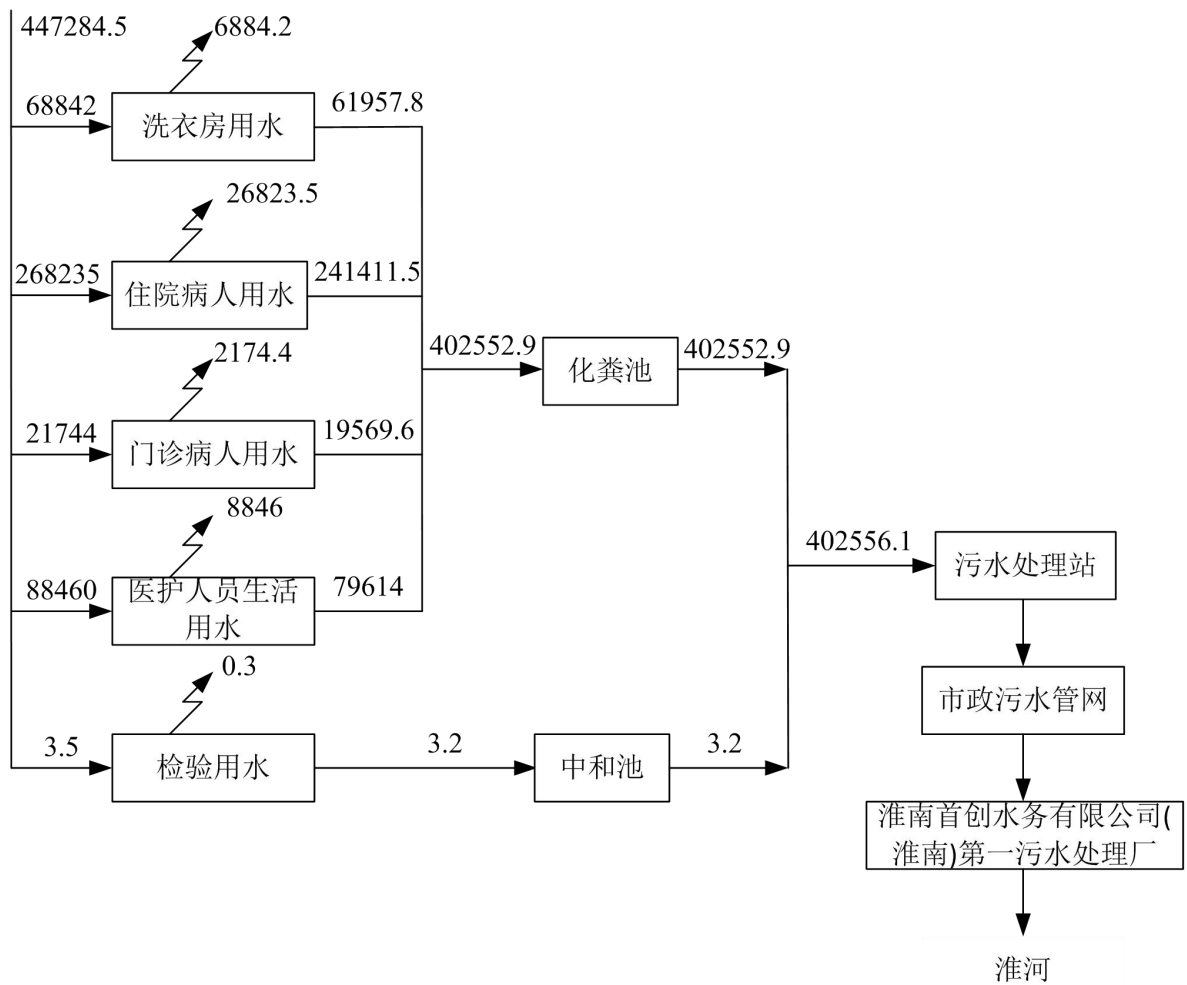 447284.5
6884.2
68842
洗衣房用水
61957.8
26823.5
268235
住院病人用水
241411.5
2174.4
21744
门诊病人用水
19569.6
402552.9
化粪池
402552.9
8846
88460
医护人员生活
用水
79614
402556.1
污水处理站
0.3
3.5
检验用水
3.2
中和池
3.2
市政污水管网
淮南首创水务有限公司(
淮南)第一污水处理厂
淮河